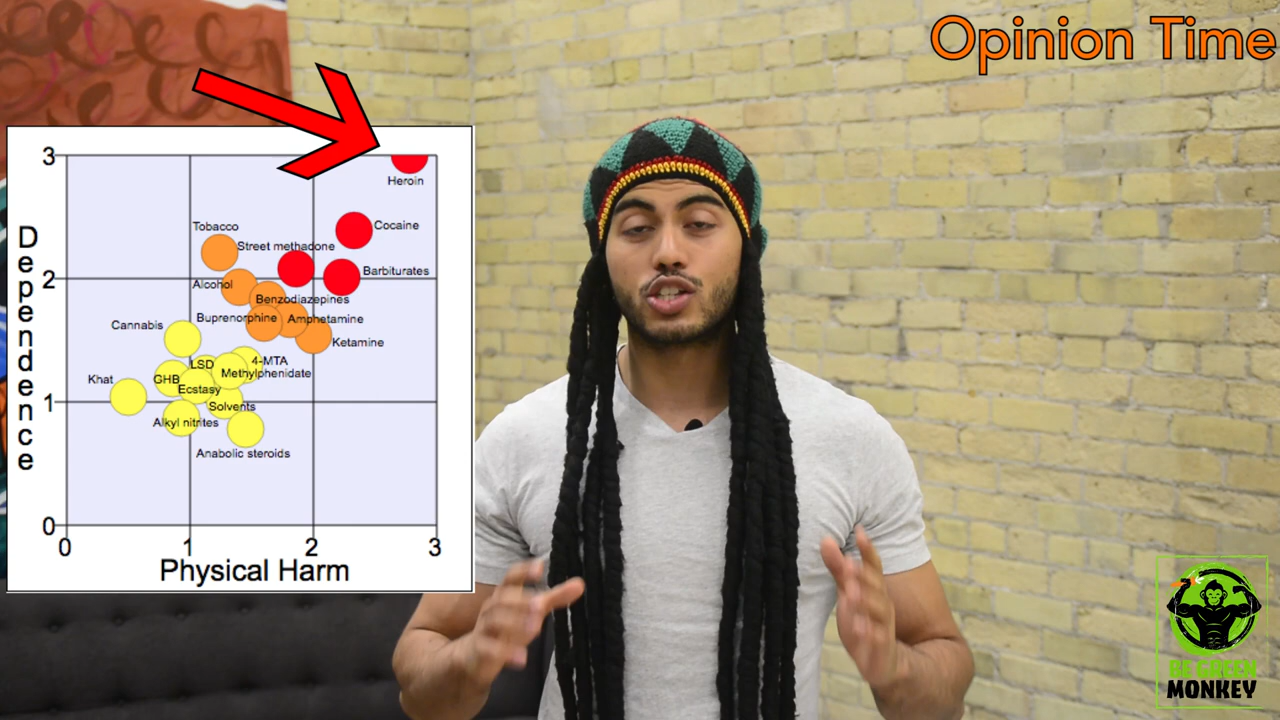 Opinion Time
3
Heroin
Tobacco
Cocaine
Street methadone
Barbiturates
2
Alcohol
Benzodiazepines
Buprenorphine
Amphetamine
Cannabis
Ketamine
LSD
4-MTA
Methylphenidate
Khat
GHB
Ecstasy
Solvents
1
Alkyl nitrites
Anabolic steroids
Dependence
0
0
1
2
3
Physical Harm
BE GREEN
MONKEY